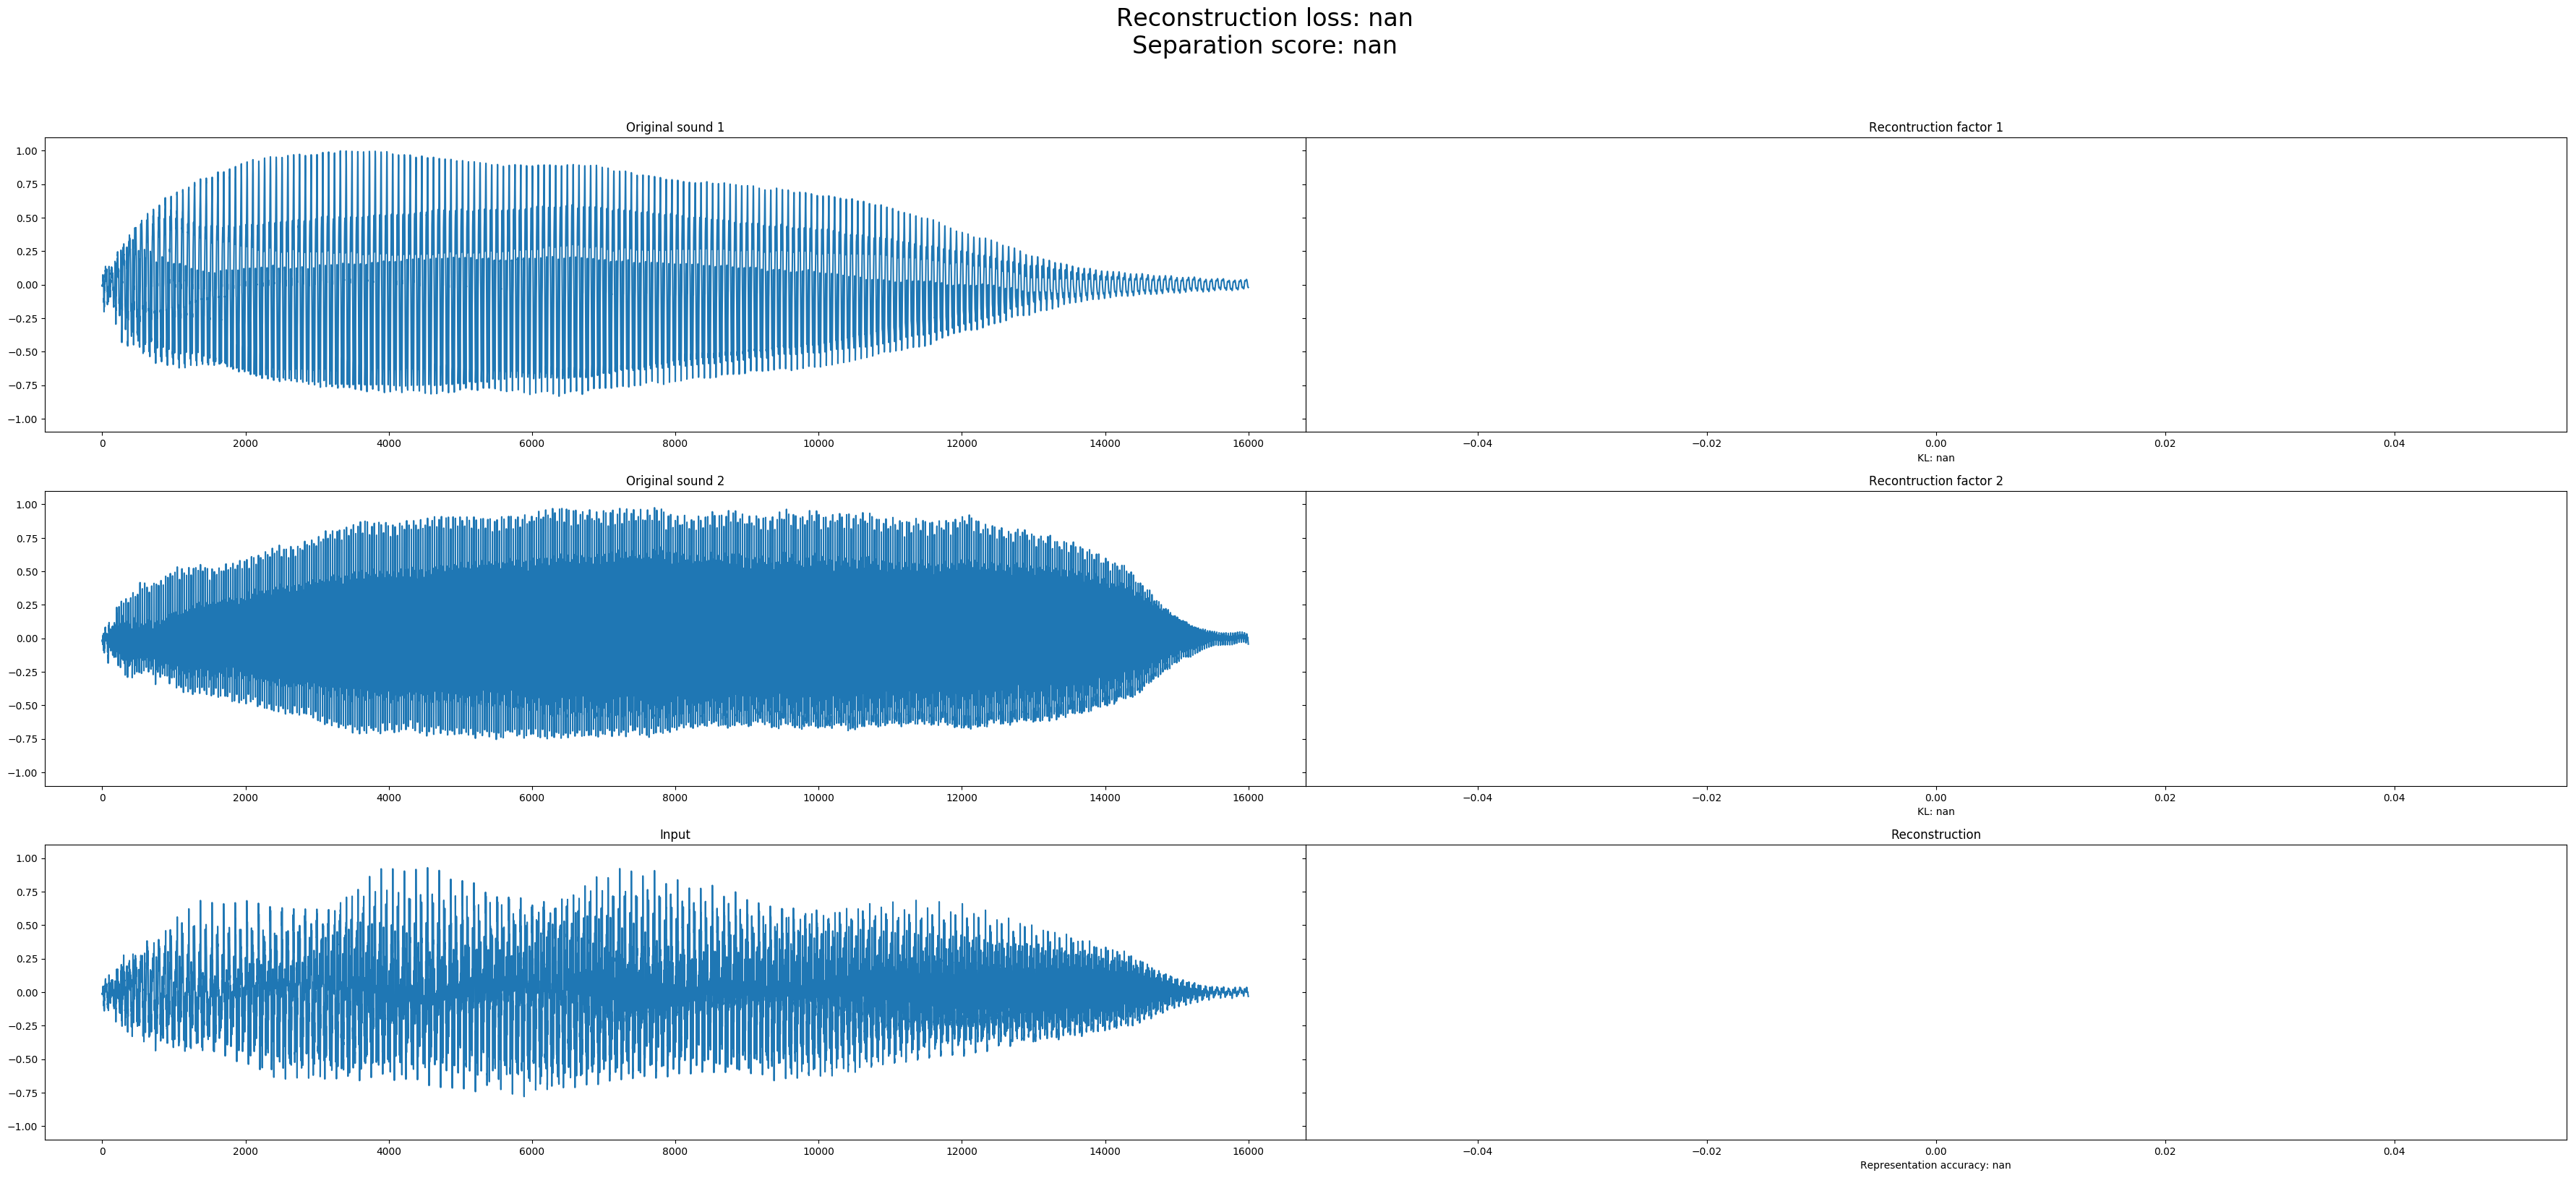 Reconstruction loss: nan
Separation score: nan
Original sound 1
Recontruction factor 1
1.00
0.75
0.50
0.25
0.00
−0.25
−0.50
−0.75
−1.00
0 2000 4000 6000 8000 10000 12000 14000 16000
−0.04 −0.02 0.00 0.02 0.04
KL: nan
Original sound 2
Recontruction factor 2
1.00
0.75
0.50
0.25
0.00
−0.25
−0.50
−0.75
−1.00
0 2000 4000 6000 8000 10000 12000 14000 16000
−0.04 −0.02 0.00 0.02 0.04
KL: nan
Input
Reconstruction
1.00
0.75
0.50
0.25
0.00
−0.25
−0.50
−0.75
−1.00
0 2000 4000 6000 8000 10000 12000 14000 16000
−0.04 −0.02 0.00 0.02 0.04
Representation accuracy: nan